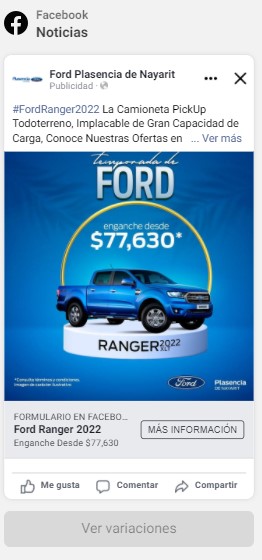 Facebook
Noticias
Plasencia Ford
Ford Plasencia de Nayarit
Publicidad ·
#FordRanger2022 La Camioneta PickUp
Todoterreno, Implacable de Gran Capacidad de
Carga, Conoce Nuestras Ofertas en ... Ver más
temporada de
FORD
enganche desde
$77,630*
RANGER 2022
*Consulta términos y condiciones.
Imagen de carácter ilustrativo.
Ford
Plasencia
DE NAYARIT
FORMULARIO EN FACEBO...
Ford Ranger 2022
Enganche Desde $77,630
MÁS INFORMACIÓN
Me gusta
Comentar
Compartir
Ver variaciones